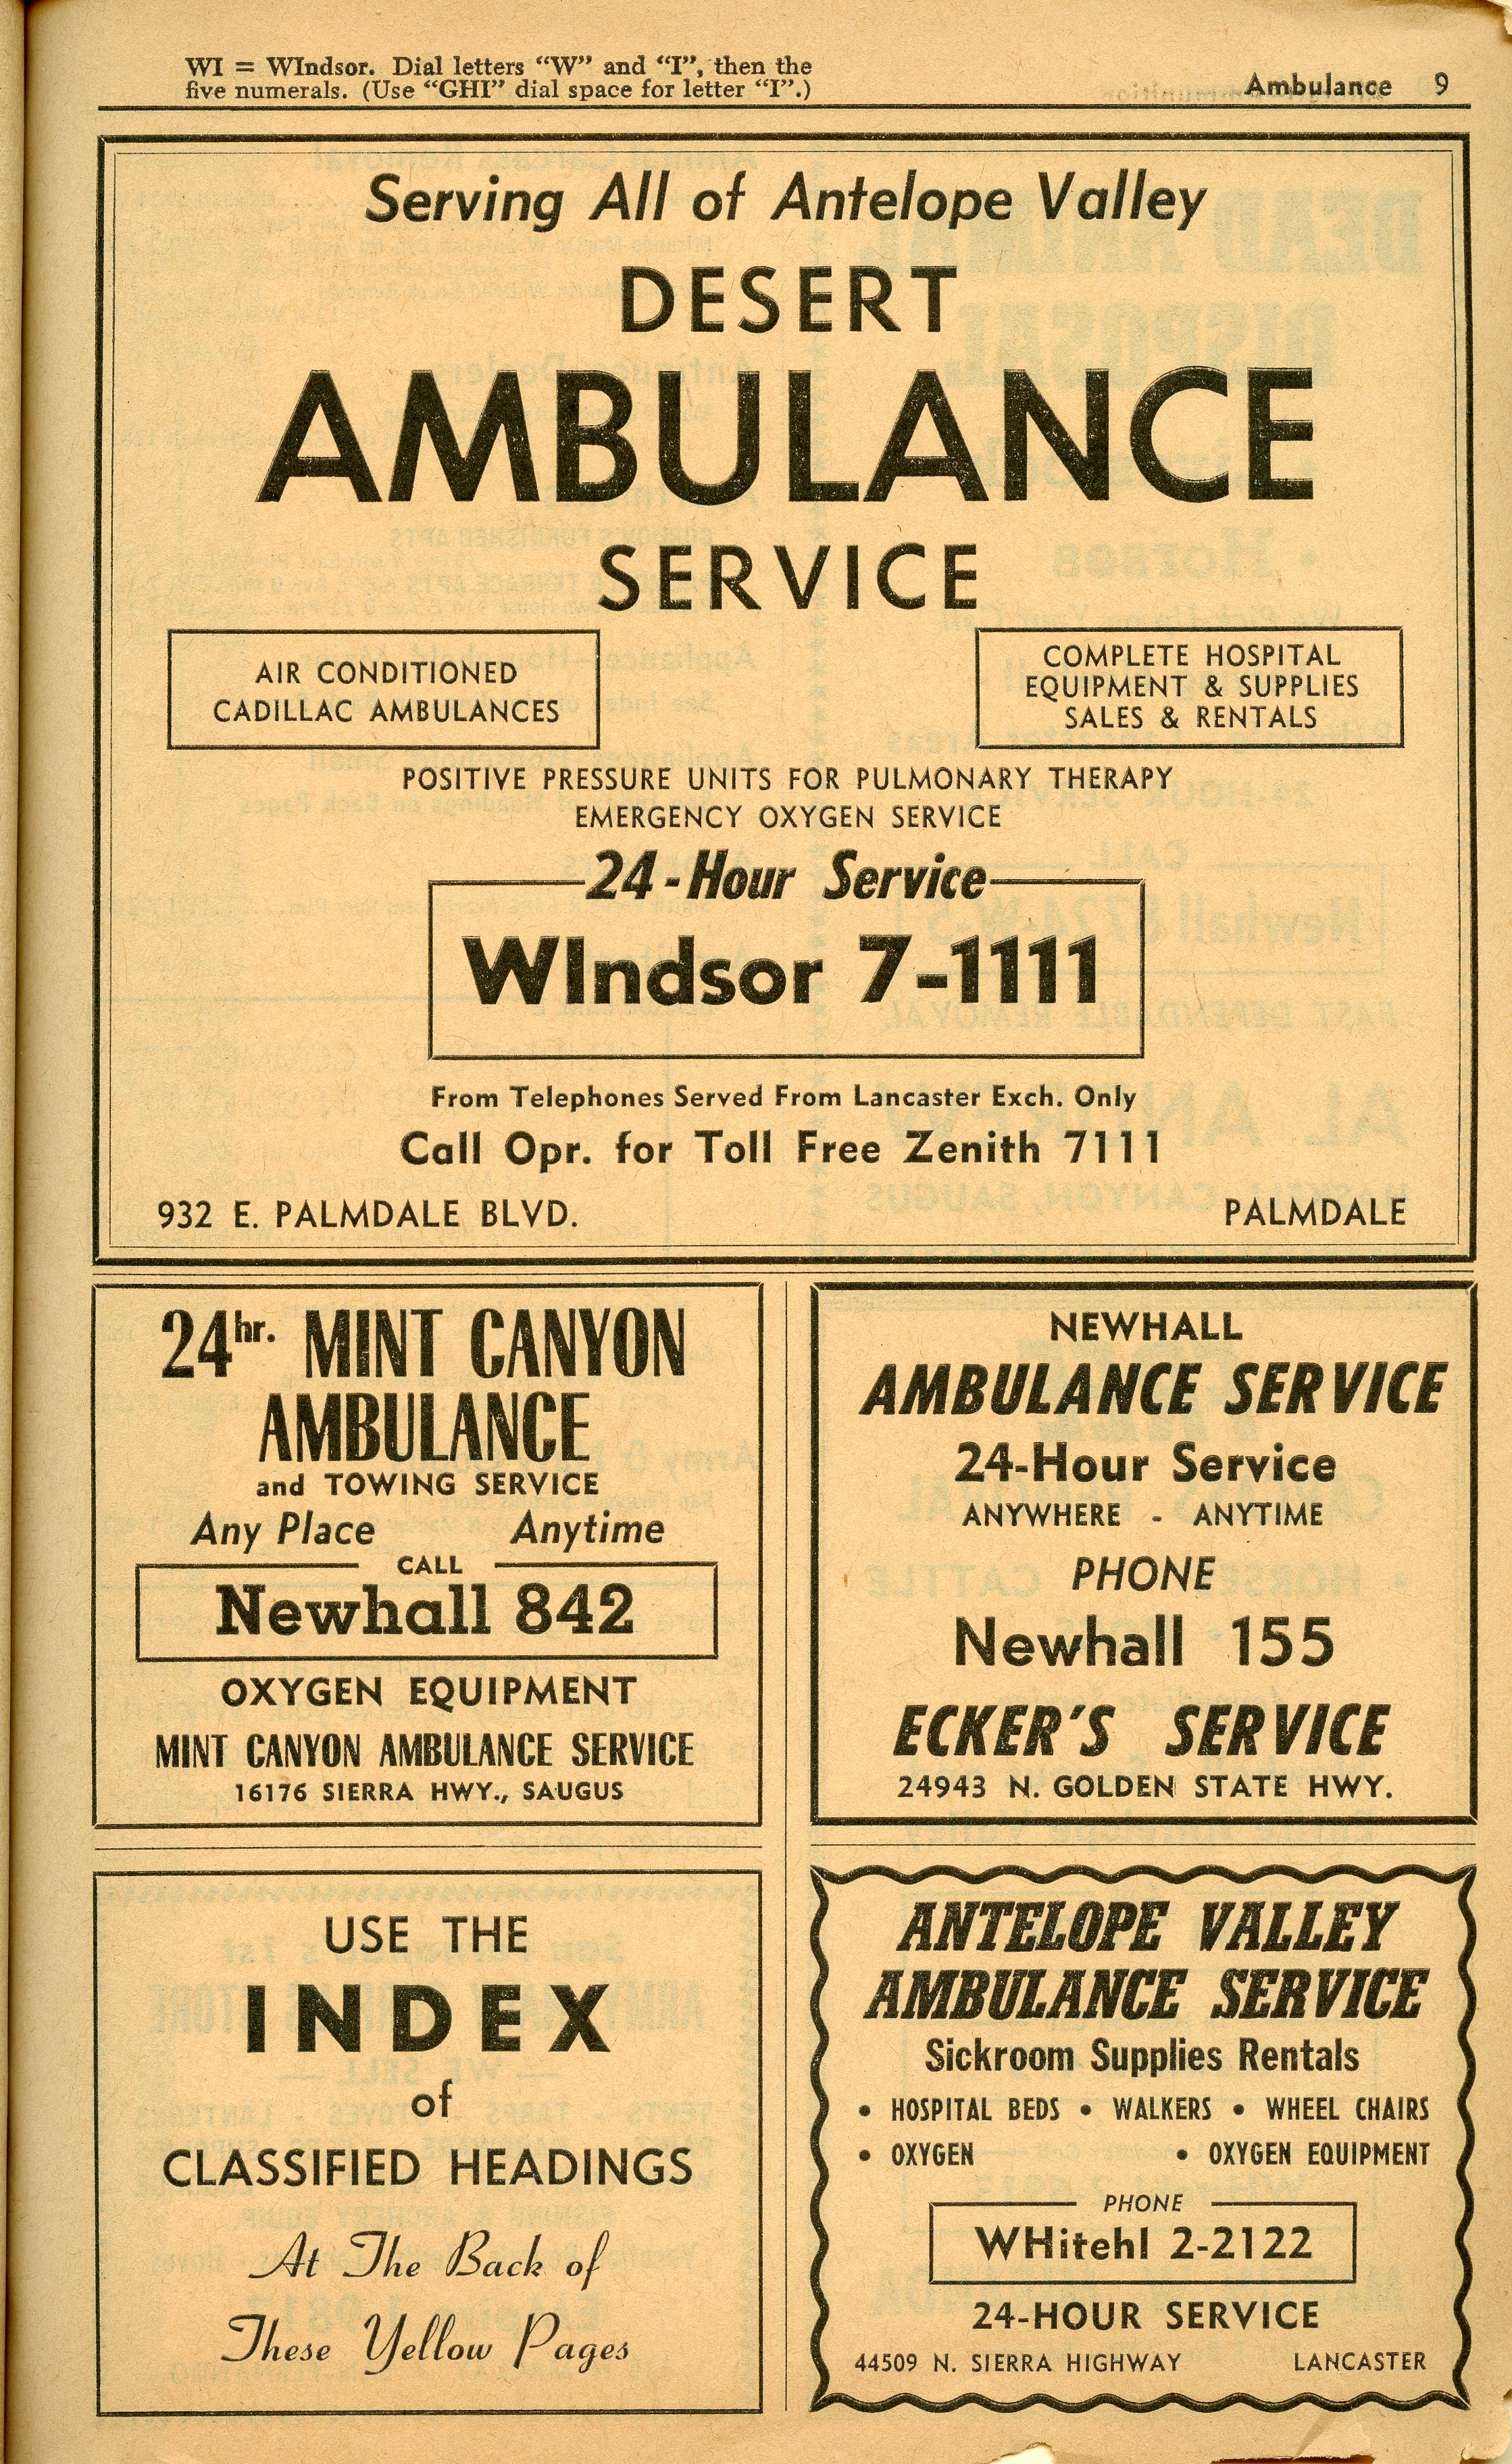 WI = WIndsor. Dial letters “W” and “I”, then the
five numerals. (Use “GHI” dial space for letter “I”.)
Ambulance 9
Serving All of Antelope Valley
DESERT
AMBULANCE
SERVICE
AIR CONDITIONED
CADILLAC AMBULANCES
COMPLETE HOSPITAL
EQUIPMENT & SUPPLIES
SALES & RENTALS
POSITIVE PRESSURE UNITS FOR PULMONARY THERAPY
EMERGENCY OXYGEN SERVICE
24-Hour Service
WIndsor 7-1111
From Telephones Served From Lancaster Exch. Only
Call Opr. for Toll Free Zenith 7111
932 E. PALMDALE BLVD. PALMDALE
24hr. MINT CANYON
AMBULANCE
and TOWING SERVICE
Any Place Anytime
CALL
Newhall 842
OXYGEN EQUIPMENT
MINT CANYON AMBULANCE SERVICE
16176 SIERRA HWY., SAUGUS
NEWHALL
AMBULANCE SERVICE
24-Hour Service
ANYWHERE - ANYTIME
PHONE
Newhall 155
ECKER'S SERVICE
24943 N. GOLDEN STATE HWY.
USE THE
INDEX
of
CLASSIFIED HEADINGS
At The Back of
These Yellow Pages
ANTELOPE VALLEY
AMBULANCE SERVICE
Sickroom Supplies Rentals
• HOSPITAL BEDS • WALKERS • WHEEL CHAIRS
• OXYGEN • OXYGEN EQUIPMENT
PHONE
WHitehl 2-2122
24-HOUR SERVICE
44509 N. SIERRA HIGHWAY LANCASTER